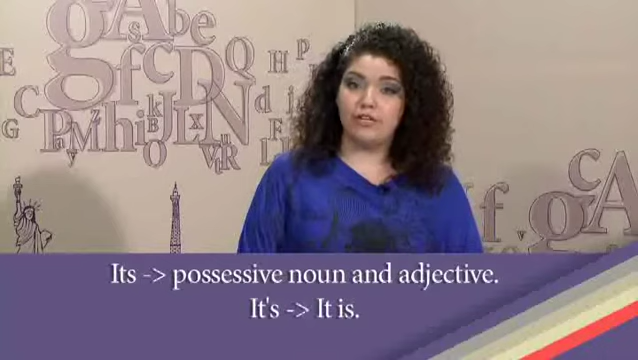 Its -> possessive noun and adjective.
It's -> It is.